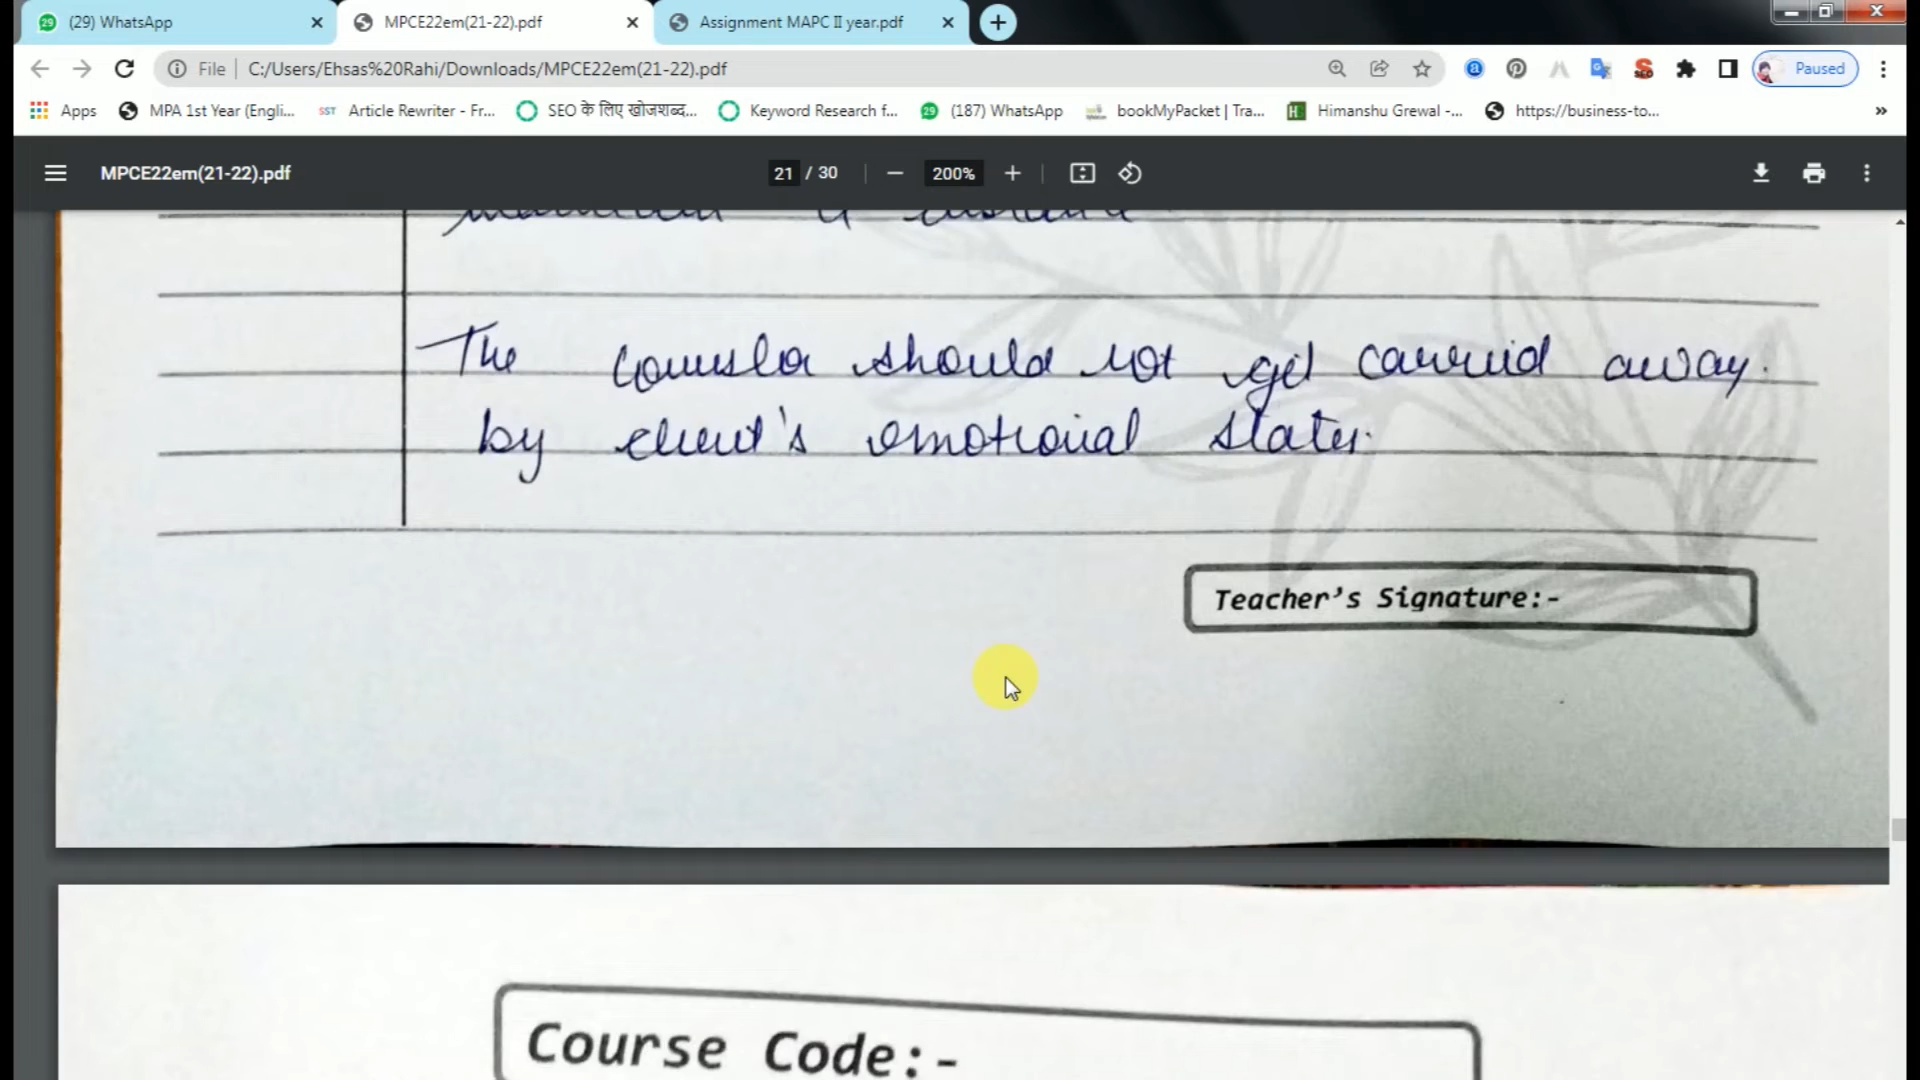 (29) WhatsApp
MPCE22em(21-22).pdf
Assignment MAPC II year.pdf
File
C:/Users/Ehsas%20Rahi/Downloads/MPCE22em(21-22).pdf
Paused
Apps
MPA 1st Year (Engli...
SST Article Rewriter - Fr...
SEO के लिए खोजशब्द...
Keyword Research f...
(187) WhatsApp
bookMyPacket | Tra...
Himanshu Grewal -...
https://business-to...
»
MPCE22em(21-22).pdf
21 / 30
200%
The counslor should not get carried away.
by client's emotional states.
Teacher's Signature:-
Course Code:-